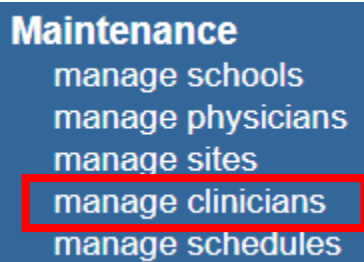 Maintenance
manage schools
manage physicians
manage sites
manage clinicians
manage schedules